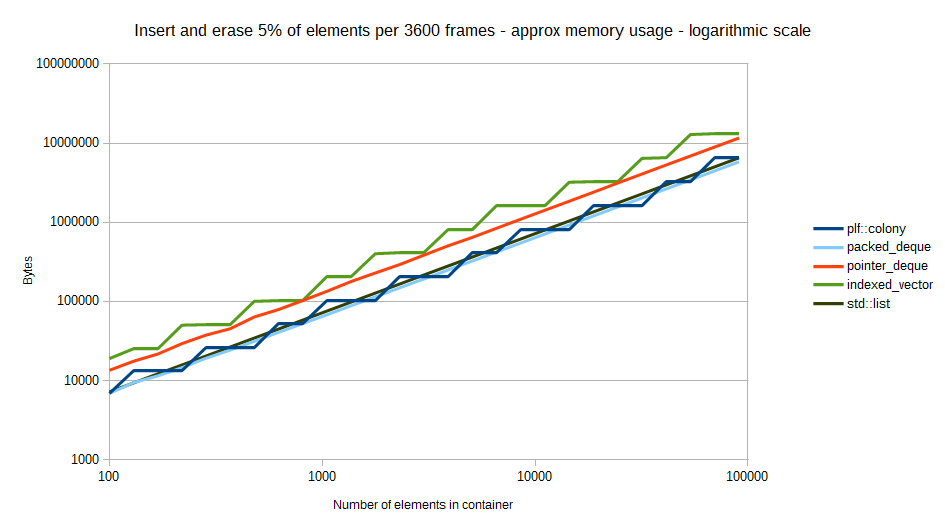 Insert and erase 5% of elements per 3600 frames - approx memory usage - logarithmic scale
100000000
10000000
1000000
100000
10000
1000
Bytes
100
1000
10000
100000
Number of elements in container
plf::colony
packed_deque
pointer_deque
indexed_vector
std::list